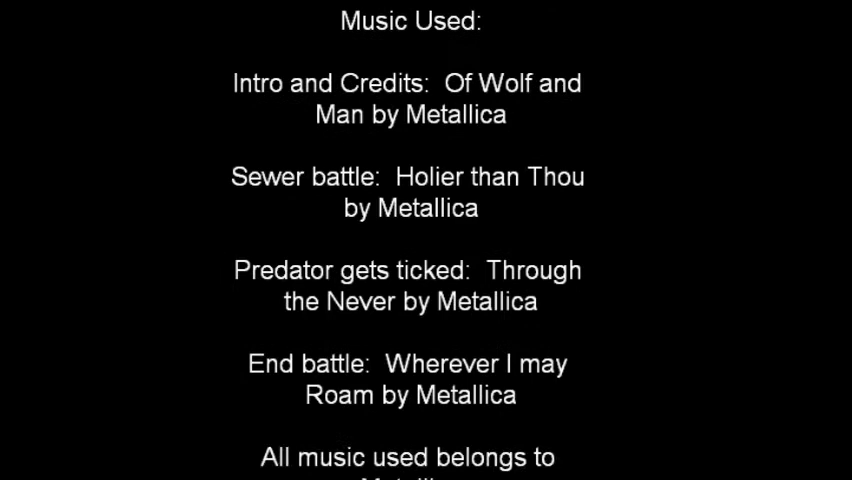 Music Used:
Intro and Credits:  Of Wolf and
Man by Metallica
Sewer battle:  Holier than Thou
by Metallica
Predator gets ticked:  Through
the Never by Metallica
End battle:  Wherever I may
Roam by Metallica
All music used belongs to